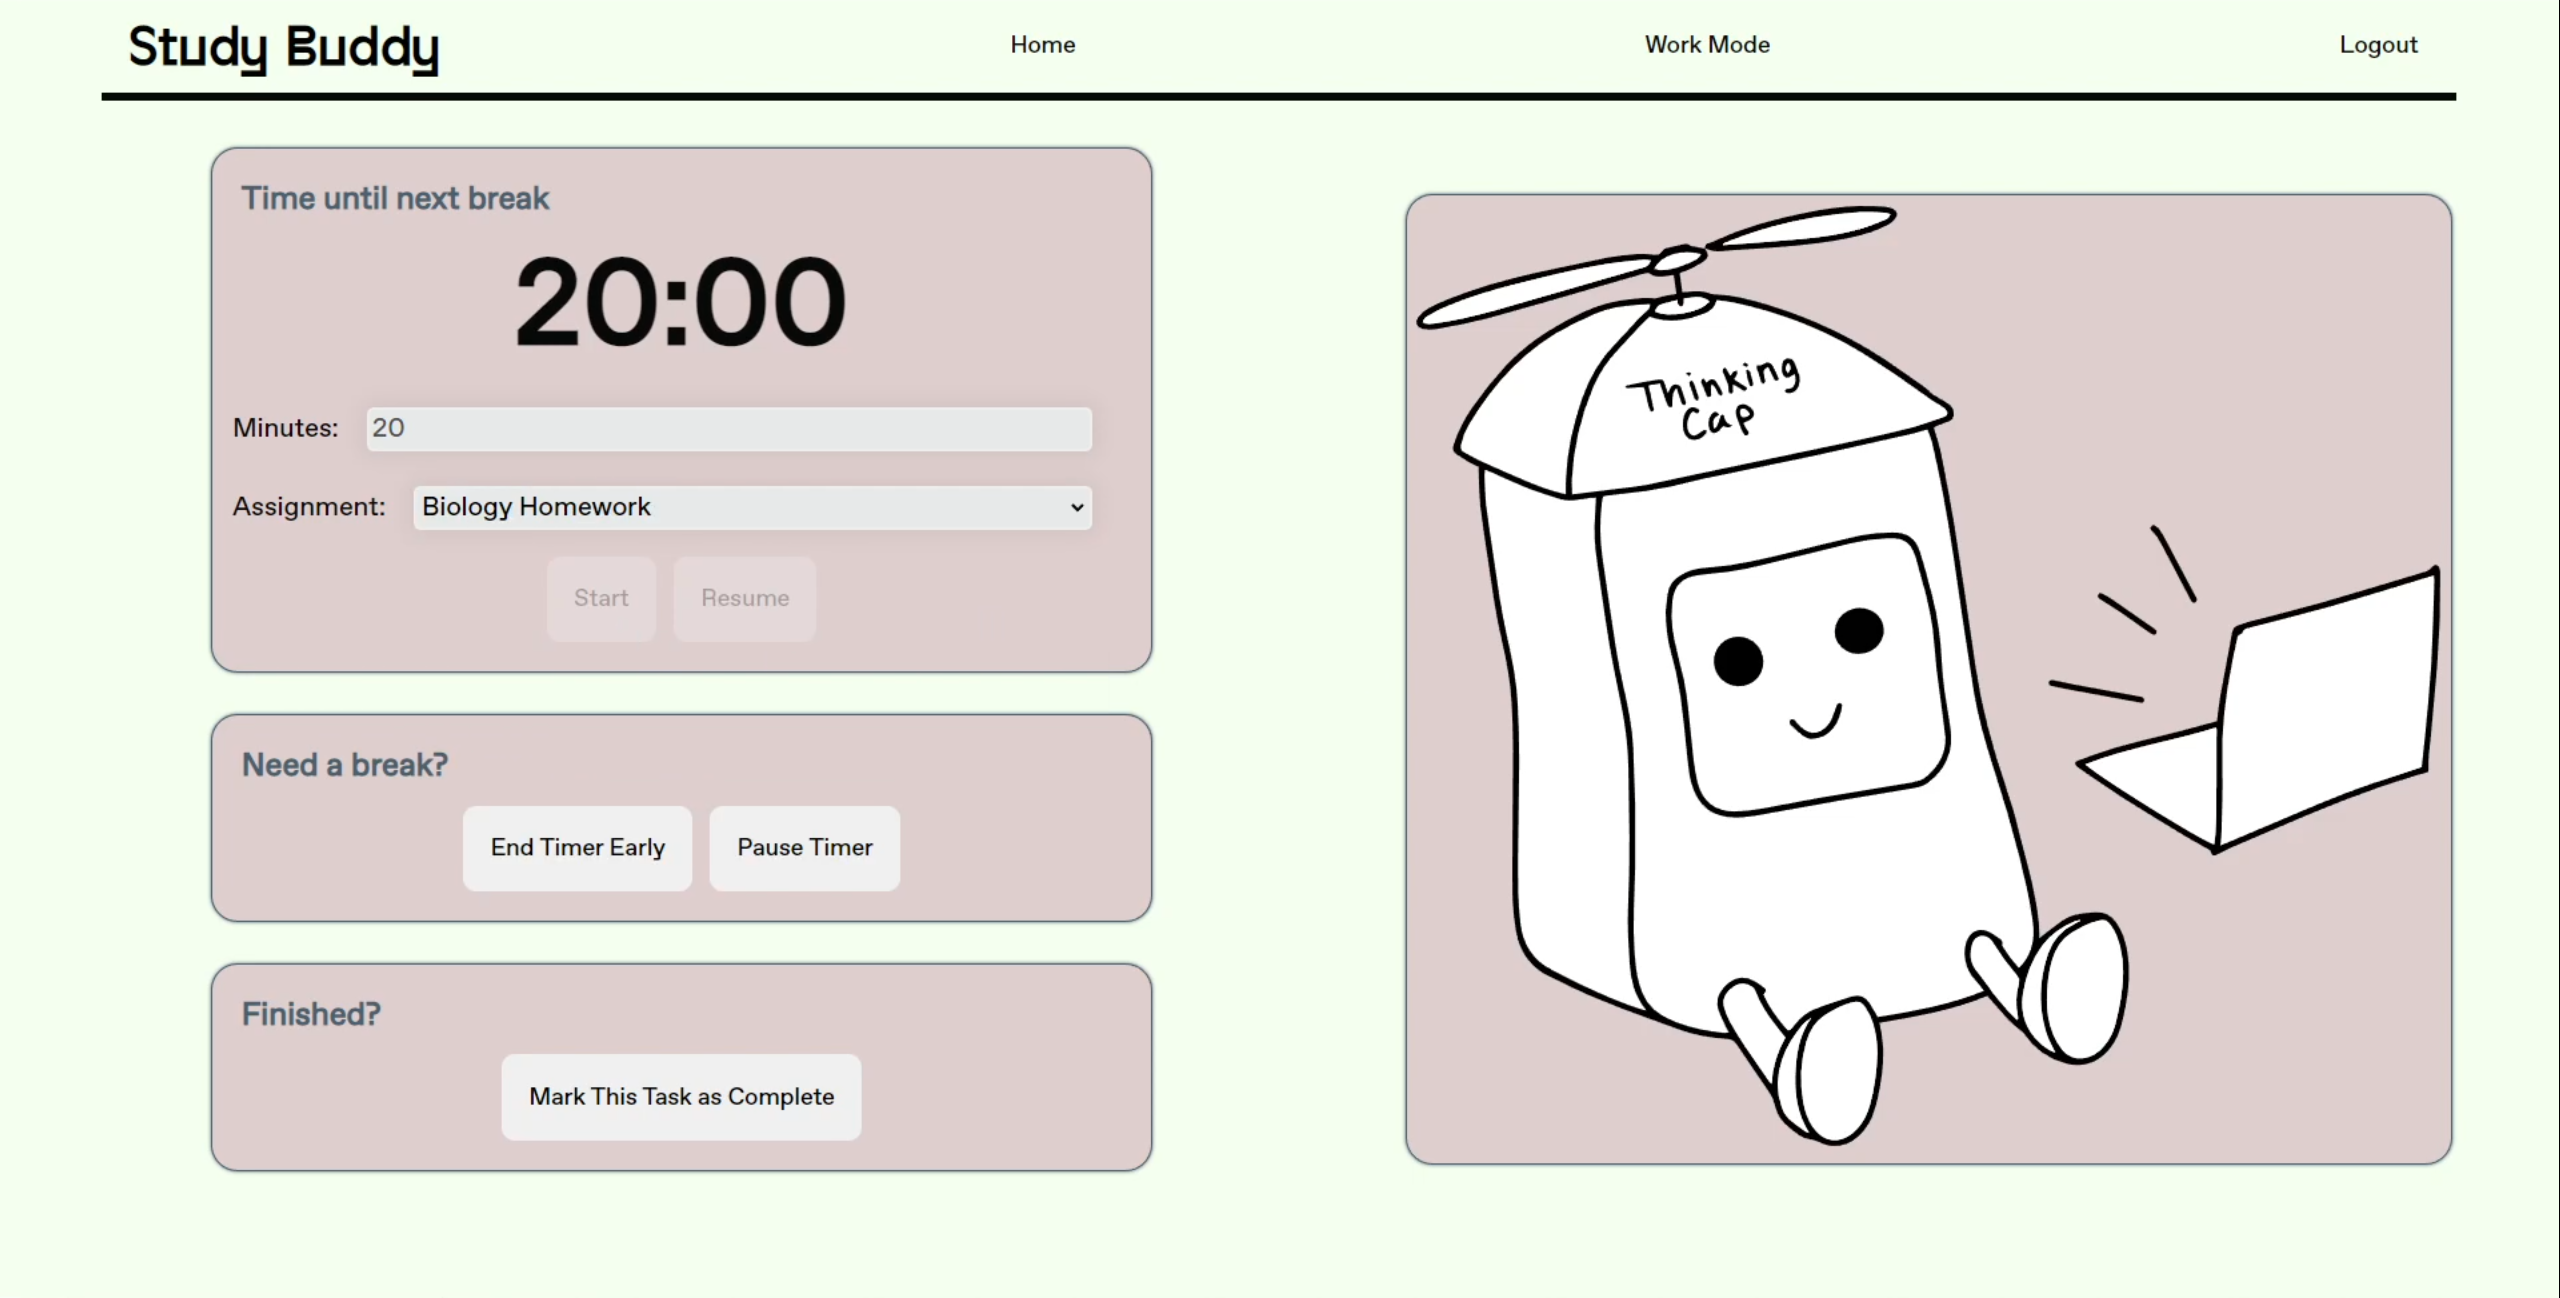 Study Buddy
Home
Work Mode
Logout
Time until next break
20:00
Minutes: 20
Assignment: Biology Homework
Start
Resume
Need a break?
End Timer Early
Pause Timer
Finished?
Mark This Task as Complete
Thinking
Cap